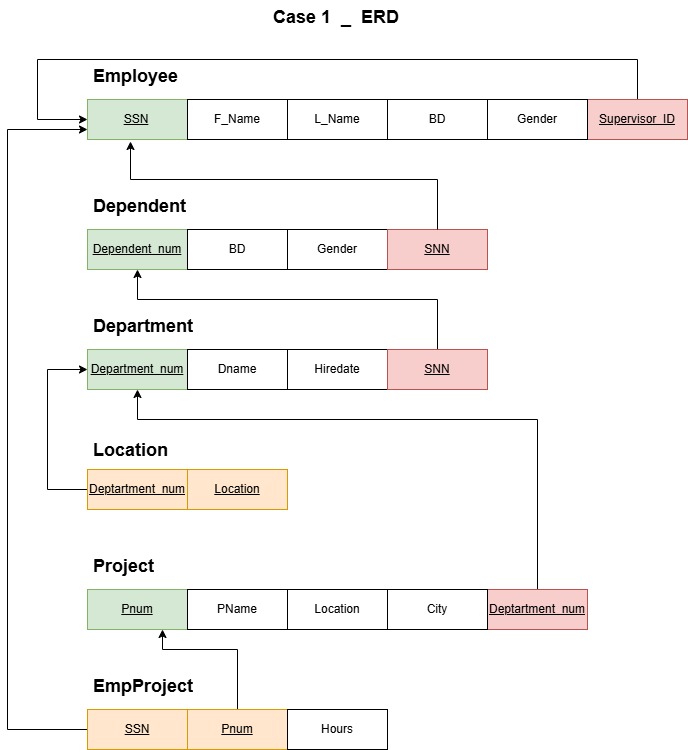 Case 1 _ ERD
Employee
SSN F_Name L_Name BD Gender Supervisor_ID
Dependent
Dependent_num BD Gender SNN
Department
Department_num Dname Hiredate SNN
Location
Deptartment_num Location
Project
Pnum PName Location City Deptartment_num
EmpProject
SSN Pnum Hours